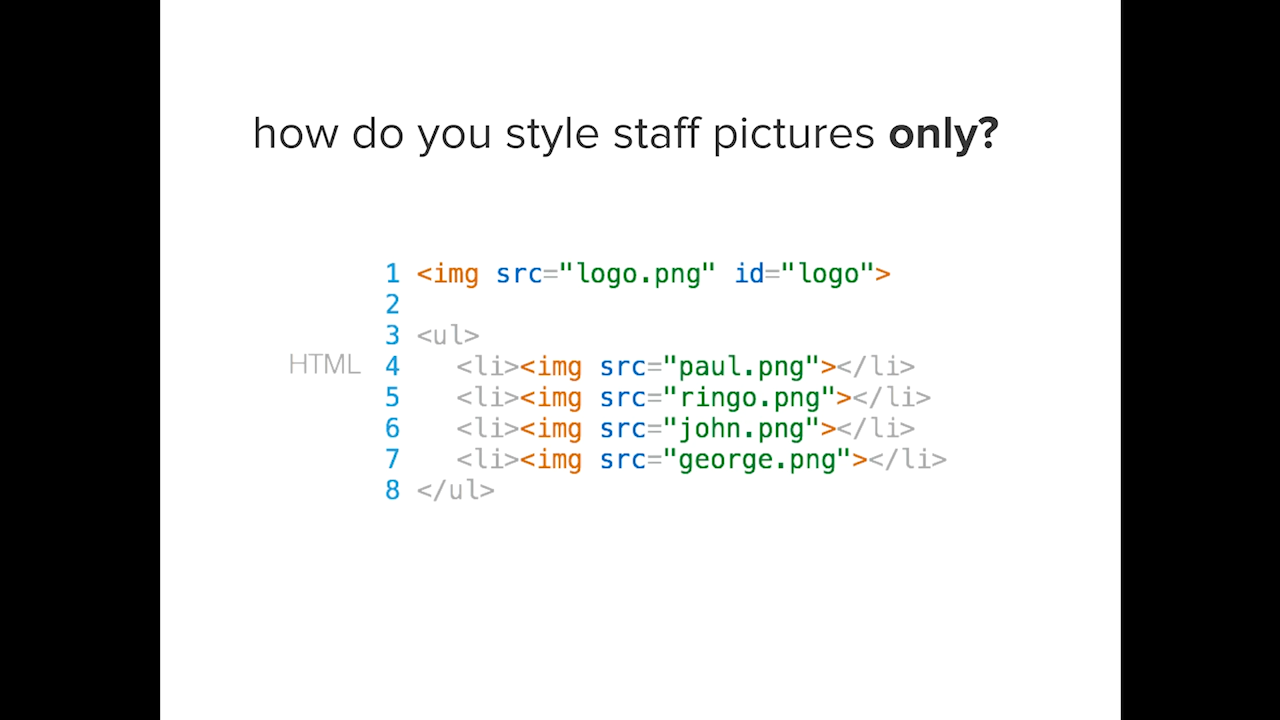 how do you style staff pictures only?
1 <img src="logo.png" id="logo">
2
3 <ul>
HTML 4 <li><img src="paul.png"></li>
5 <li><img src="ringo.png"></li>
6 <li><img src="john.png"></li>
7 <li><img src="george.png"></li>
8 </ul>